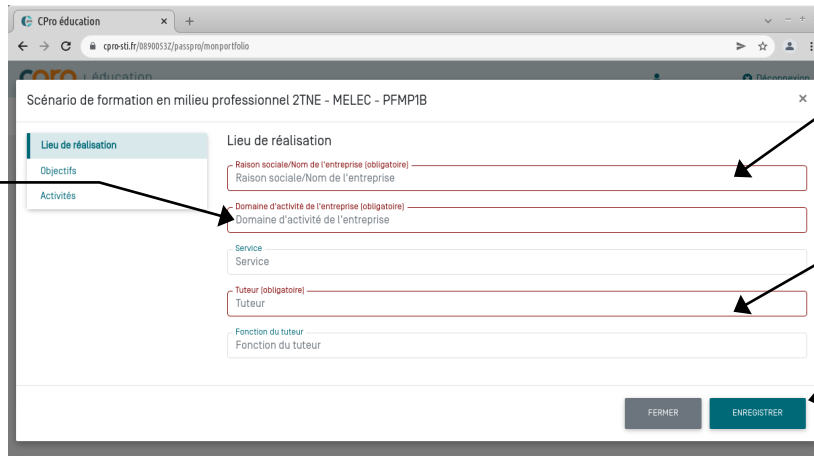 CPro éducation
cpro-sti.fr/0890053Z/passpro/monportfolio
cpro éducation
Déconnexion
Scénario de formation en milieu professionnel 2TNE - MELEC - PFMP1B
Lieu de réalisation
Objectifs
Activités
Lieu de réalisation
Raison sociale/Nom de l'entreprise (obligatoire)
Raison sociale/Nom de l'entreprise
Domaine d'activité de l'entreprise (obligatoire)
Domaine d'activité de l'entreprise
Service
Service
Tuteur (obligatoire)
Tuteur
Fonction du tuteur
Fonction du tuteur
FERMER
ENREGISTRER